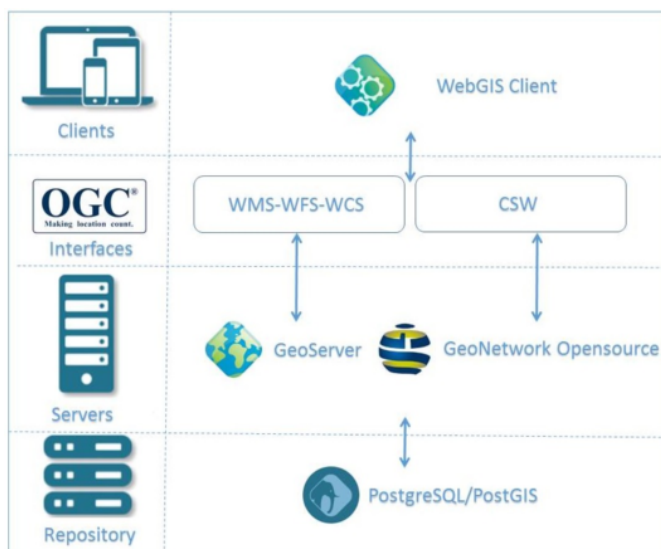 WebGIS Client
Clients
OGC®
Making location count.
WMS-WFS-WCS
CSW
Interfaces
GeoServer
GeoNetwork Opensource
Servers
PostgreSQL/PostGIS
Repository